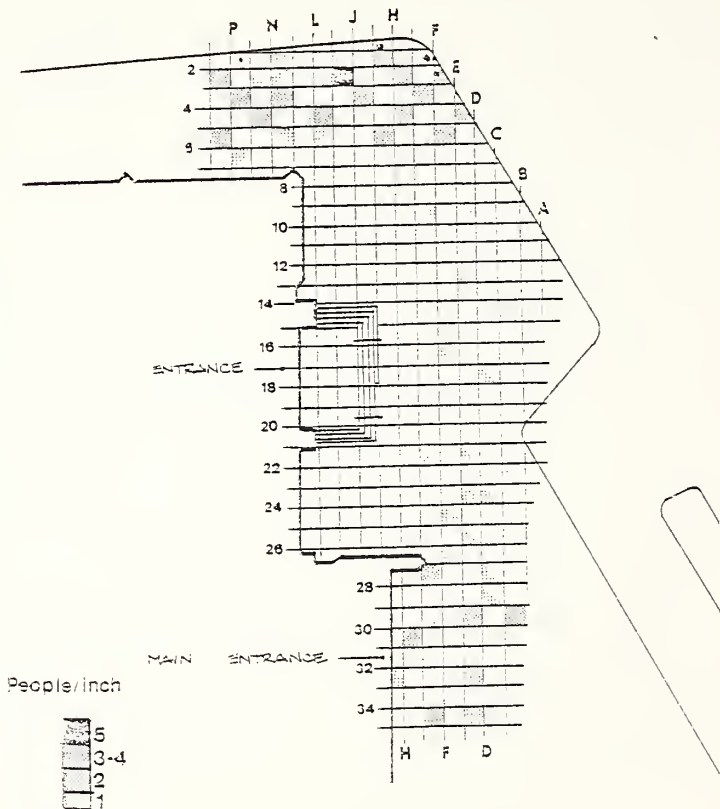 P N L J H F
2 E
D
4
C
6
B
8
A
10
12
14
16
ENTRANCE
18
20
22
24
26
28
30
MAIN ENTRANCE
32
34
H F D
People/inch
5
3-4
2
1